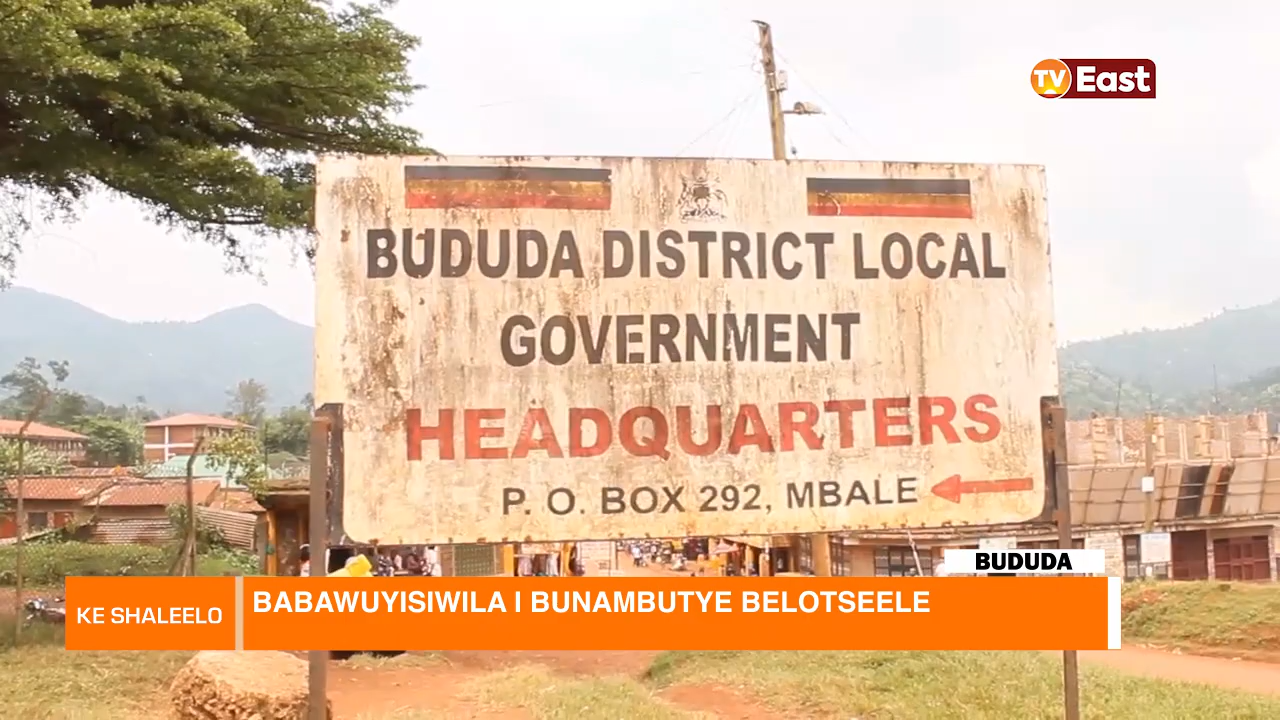 TV East
BUDUDA DISTRICT LOCAL
GOVERNMENT
HEADQUARTERS
P. O. BOX 292, MBALE
BUDUDA
KE SHALEELO
BABAWUYISIWILA I BUNAMBUTYE BELOTSEELE